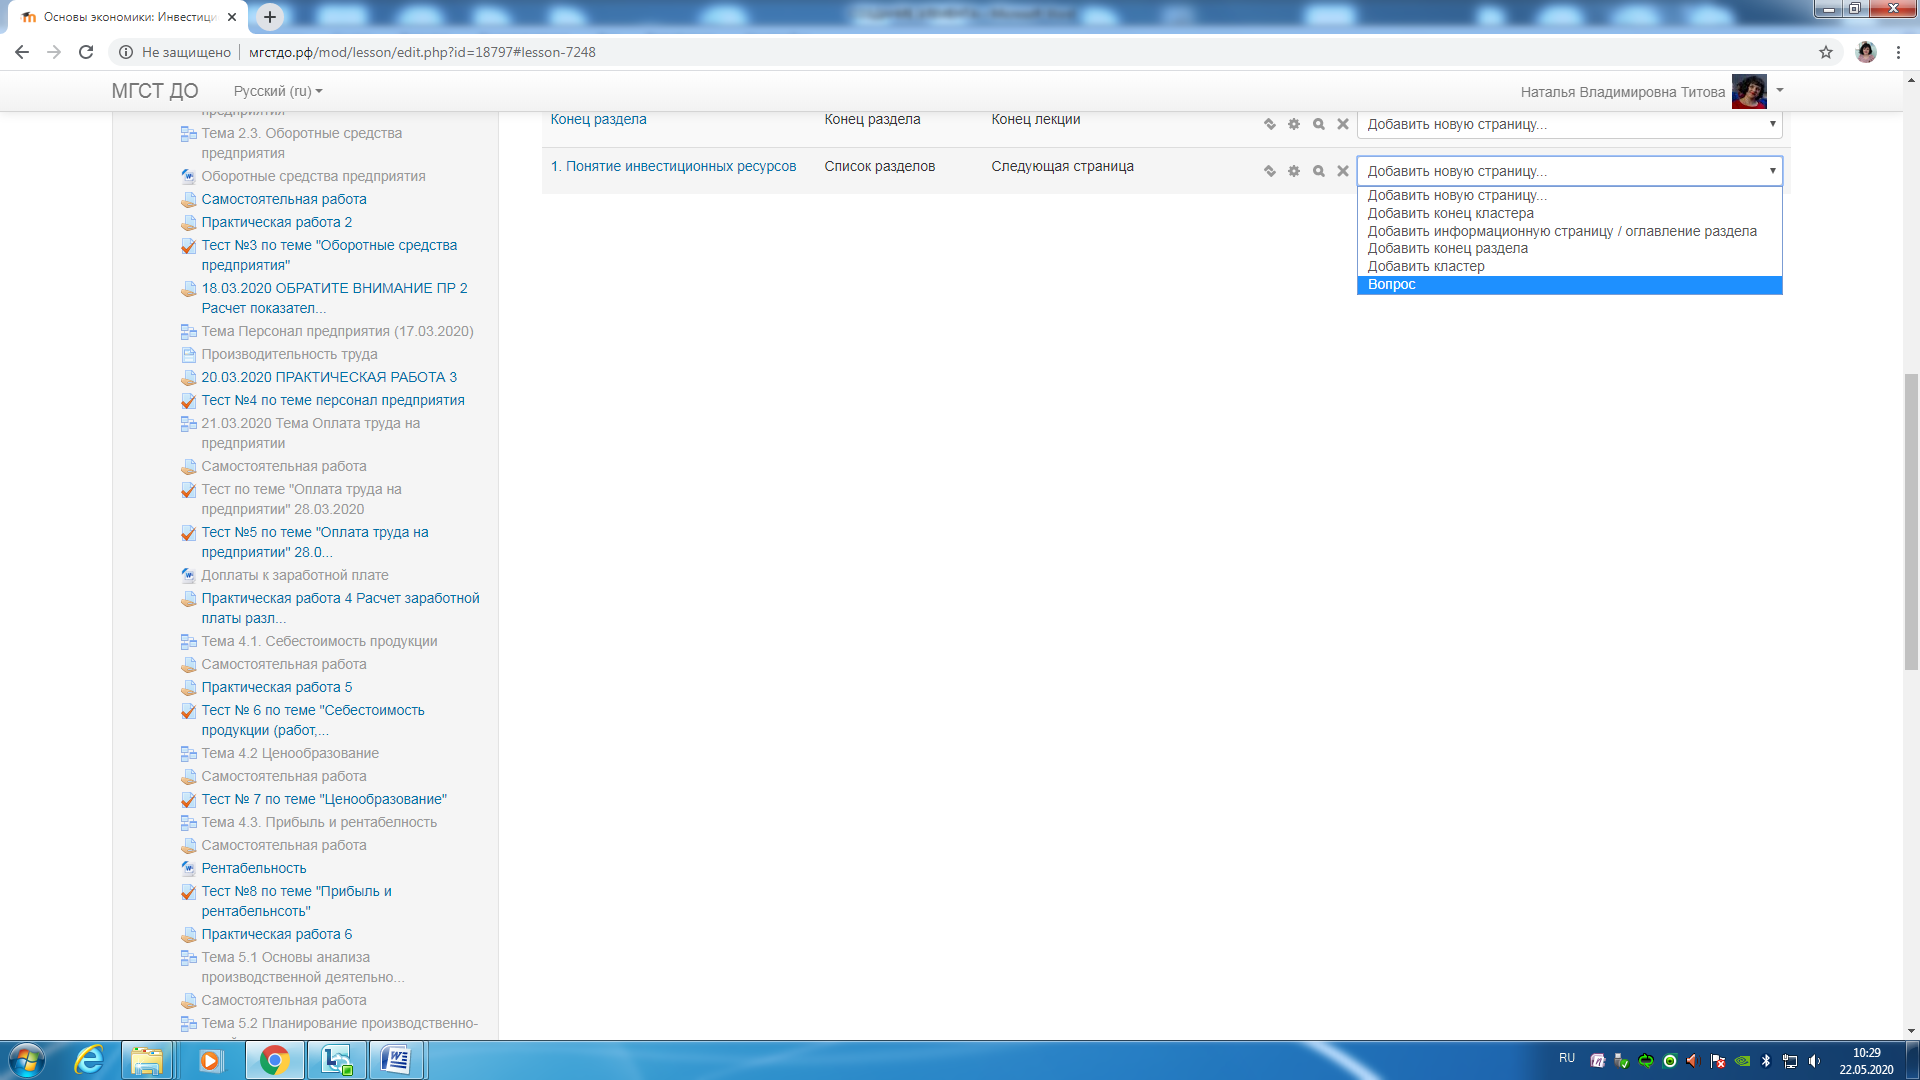 Основы экономики: Инвестици
Не защищено
мгстдо.рф/mod/lesson/edit.php?id=18797#lesson-7248
МГСТ ДО
Русский (ru)
Наталья Владимировна Титова
предприятия
Тема 2.3. Оборотные средства
предприятия
Оборотные средства предприятия
Самостоятельная работа
Практическая работа 2
Тест №3 по теме "Оборотные средства
предприятия"
18.03.2020 ОБРАТИТЕ ВНИМАНИЕ ПР 2
Расчет показател...
Тема Персонал предприятия (17.03.2020)
Производительность труда
20.03.2020 ПРАКТИЧЕСКАЯ РАБОТА 3
Тест №4 по теме персонал предприятия
21.03.2020 Тема Оплата труда на
предприятии
Самостоятельная работа
Тест по теме "Оплата труда на
предприятии" 28.03.2020
Тест №5 по теме "Оплата труда на
предприятии" 28.0...
Доплаты к заработной плате
Практическая работа 4 Расчет заработной
платы разл...
Тема 4.1. Себестоимость продукции
Самостоятельная работа
Практическая работа 5
Тест № 6 по теме "Себестоимость
продукции (работ,...
Тема 4.2 Ценообразование
Самостоятельная работа
Тест № 7 по теме "Ценообразование"
Тема 4.3. Прибыль и рентабелность
Самостоятельная работа
Рентабельность
Тест №8 по теме "Прибыль и
рентабельнсоть"
Практическая работа 6
Тема 5.1 Основы анализа
производственной деятельно...
Самостоятельная работа
Тема 5.2 Планирование производственно-
Конец раздела
Конец раздела
Конец лекции
Добавить новую страницу...
1. Понятие инвестиционных ресурсов
Список разделов
Следующая страница
Добавить новую страницу...
Добавить новую страницу...
Добавить конец кластера
Добавить информационную страницу / оглавление раздела
Добавить конец раздела
Добавить кластер
Вопрос
RU
10:29
22.05.2020